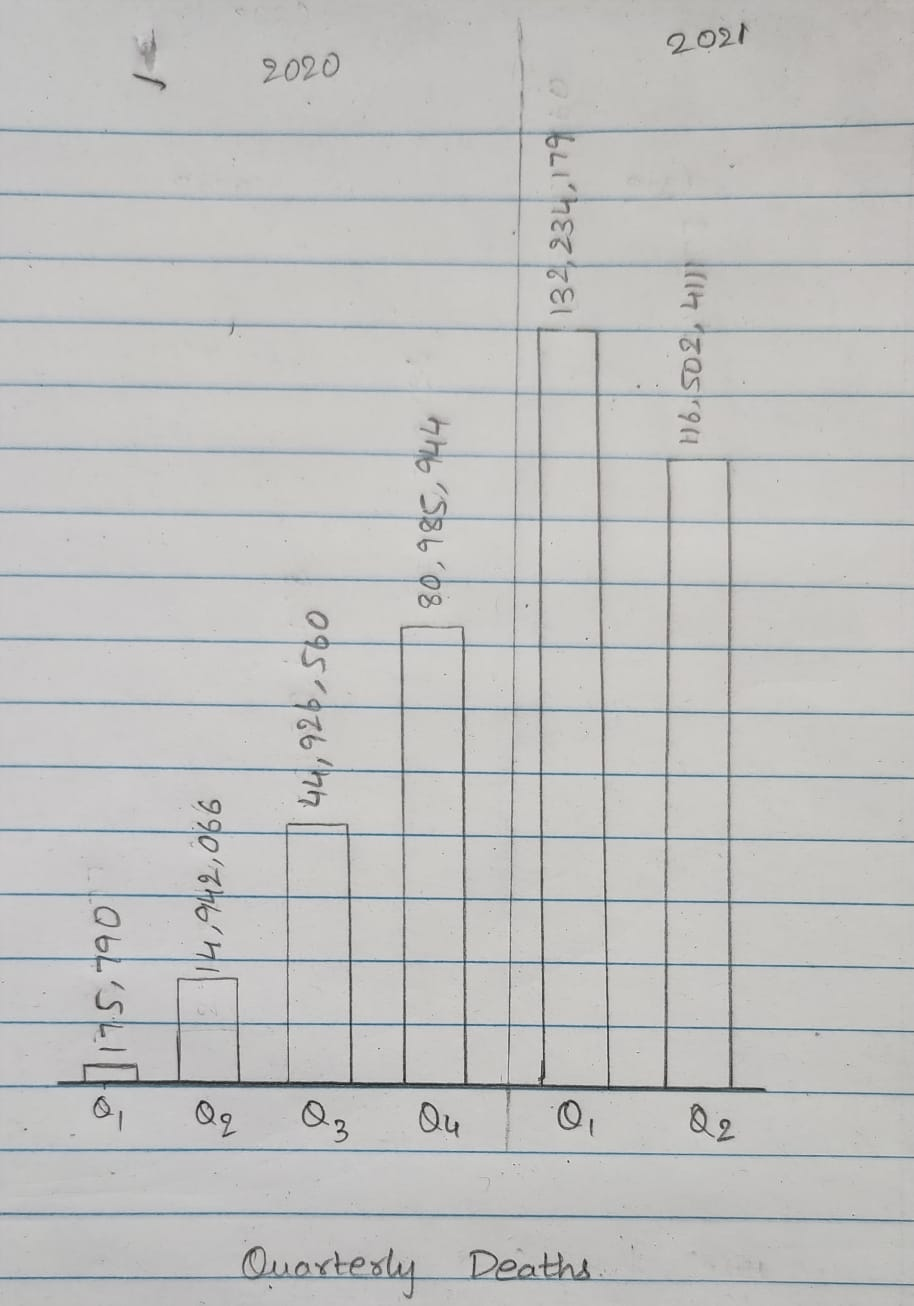 2020
2021
175,790
14,942,066
44,926,560
80,985,944
132,234,179
116,502,411
Q1
Q2
Q3
Q4
Q1
Q2
Quarterly Deaths.